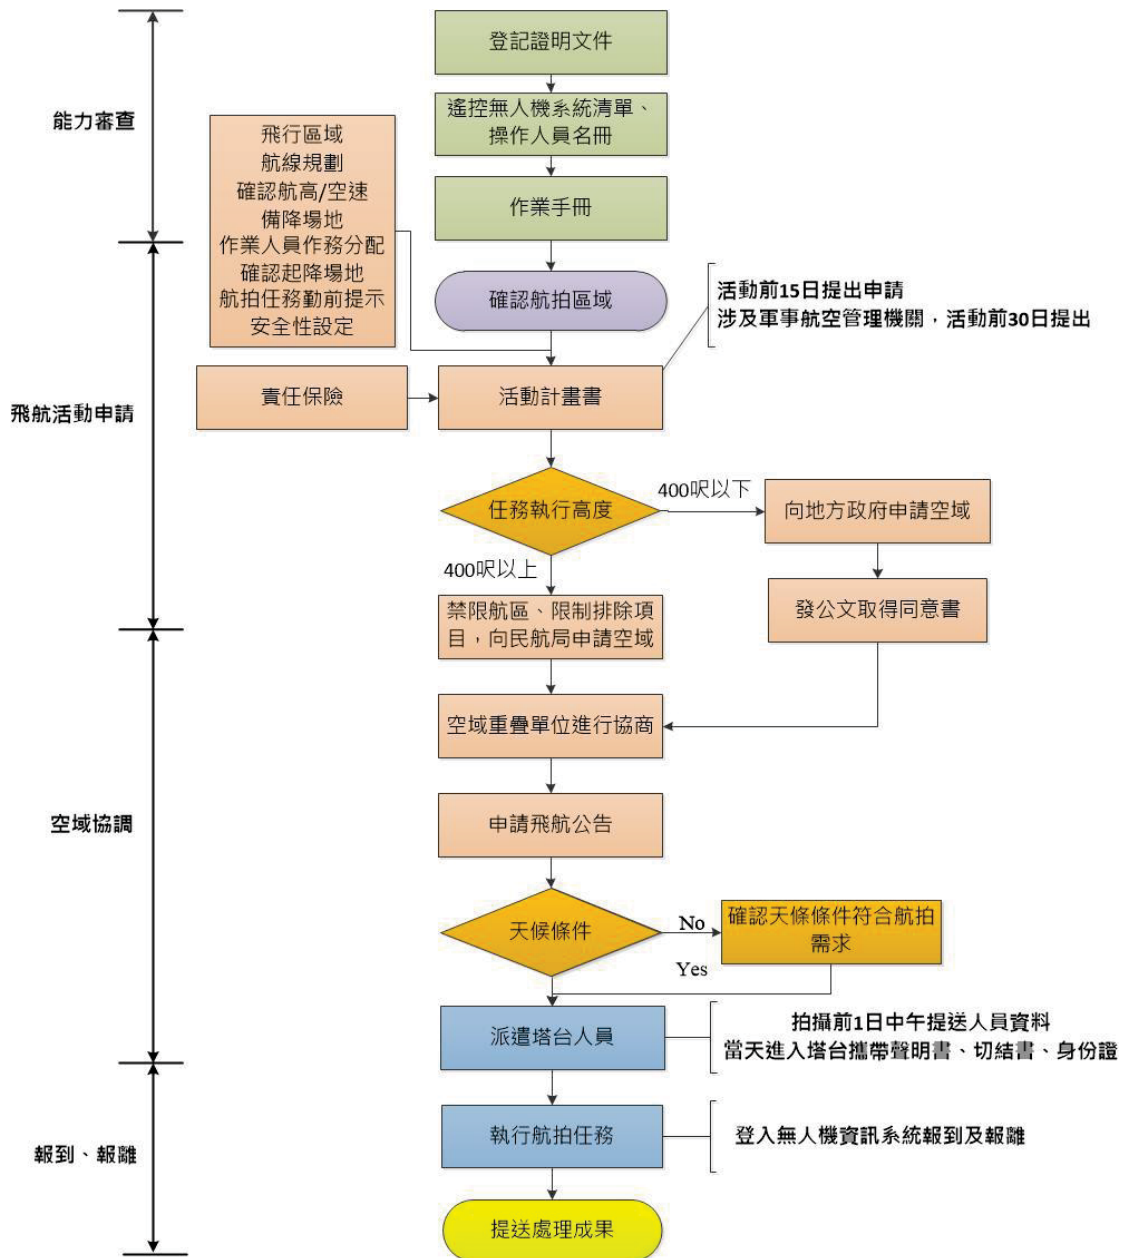 登記證明文件
遙控無人機系統清單、
操作人員名冊
作業手冊
能力審查
飛行區域
航線規劃
確認航高/空速
備降場地
作業人員作務分配
確認起降場地
航拍任務勤前提示
安全性設定
確認航拍區域
活動前15日提出申請
涉及軍事航空管理機關，活動前30日提出
責任保險
活動計畫書
飛航活動申請
任務執行高度
400呎以下
向地方政府申請空域
發公文取得同意書
400呎以上
禁限航區、限制排除項
目，向民航局申請空域
空域重疊單位進行協商
申請飛航公告
空域協調
天候條件
No
確認天條條件符合航拍
需求
Yes
派遣塔台人員
拍攝前1日中午提送人員資料
當天進入塔台攜帶聲明書、切結書、身份證
執行航拍任務
登入無人機資訊系統報到及報離
報到、報離
提送處理成果